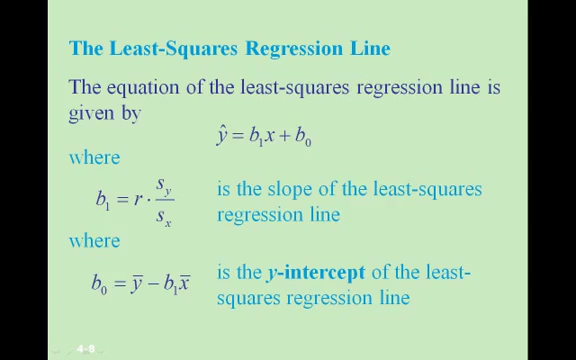 The Least-Squares Regression Line
The equation of the least-squares regression line is
given by
ŷ = b₁x + b₀
where
b₁ = r · s_y / s_x
is the slope of the least-squares
regression line
where
b₀ = ȳ − b₁x̄
is the y-intercept of the least-
squares regression line
4-8